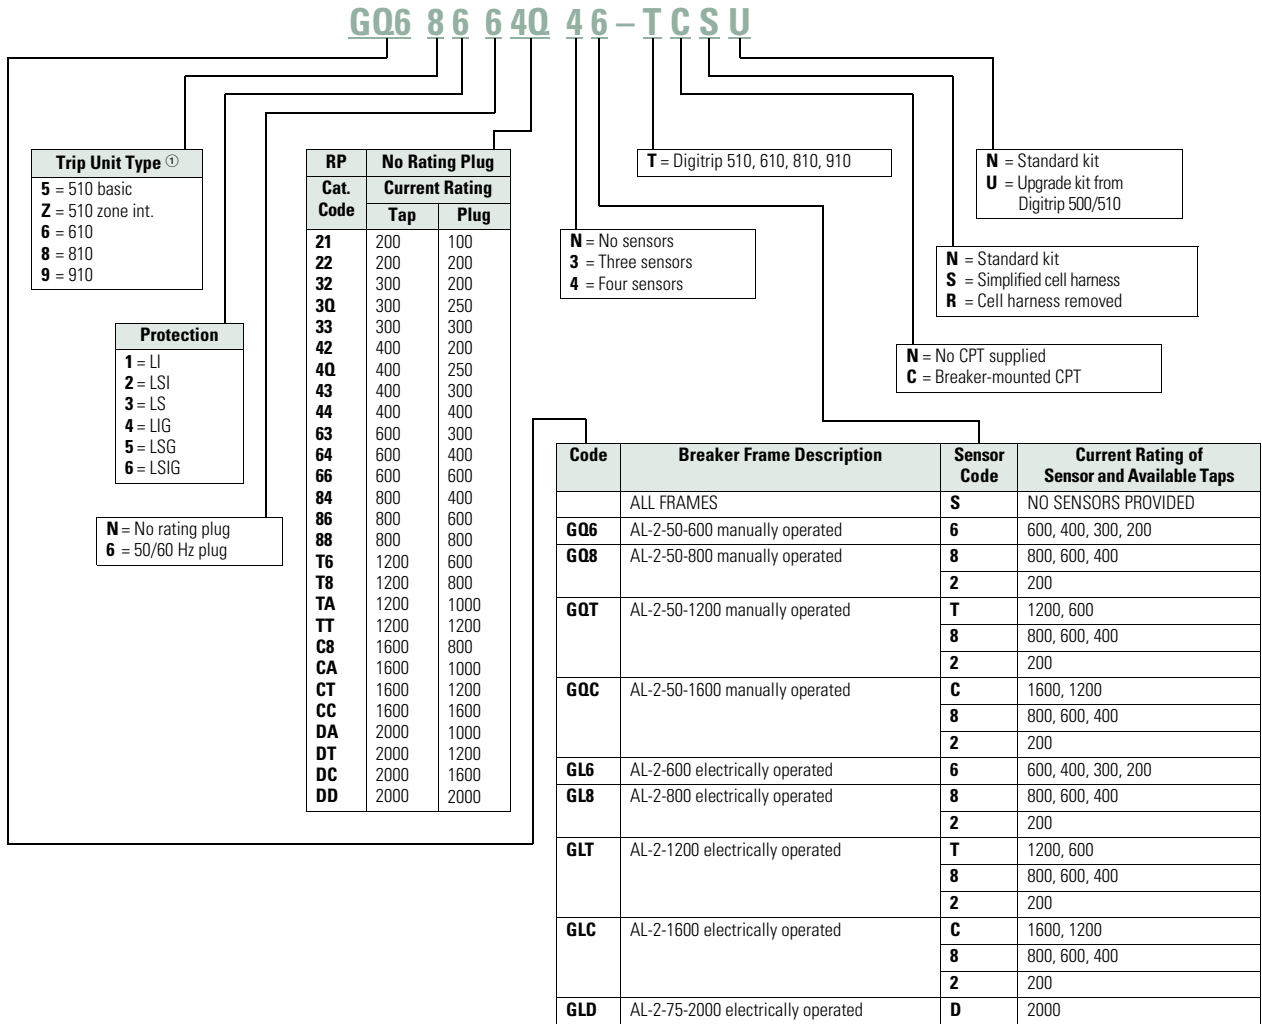 GQ6 8 6 6 4Q 4 6 – T C S U
Trip Unit Type ①
5 = 510 basic
Z = 510 zone int.
6 = 610
8 = 810
9 = 910
Protection
1 = LI
2 = LSI
3 = LS
4 = LIG
5 = LSG
6 = LSIG
N = No rating plug
6 = 50/60 Hz plug
RP No Rating Plug
Cat. Code Current Rating
Tap Plug
21 200 100
22 200 200
32 300 200
3Q 300 250
33 300 300
42 400 200
4Q 400 250
43 400 300
44 400 400
63 600 300
64 600 400
66 600 600
84 800 400
86 800 600
88 800 800
T6 1200 600
T8 1200 800
TA 1200 1000
TT 1200 1200
C8 1600 800
CA 1600 1000
CT 1600 1200
CC 1600 1600
DA 2000 1000
DT 2000 1200
DC 2000 1600
DD 2000 2000
N = No sensors
3 = Three sensors
4 = Four sensors
T = Digitrip 510, 610, 810, 910
N = Standard kit
U = Upgrade kit from
Digitrip 500/510
N = Standard kit
S = Simplified cell harness
R = Cell harness removed
N = No CPT supplied
C = Breaker-mounted CPT
Code Breaker Frame Description Sensor Code Current Rating of Sensor and Available Taps
ALL FRAMES S NO SENSORS PROVIDED
GQ6 AL-2-50-600 manually operated 6 600, 400, 300, 200
GQ8 AL-2-50-800 manually operated 8 800, 600, 400
2 200
GQT AL-2-50-1200 manually operated T 1200, 600
8 800, 600, 400
2 200
GQC AL-2-50-1600 manually operated C 1600, 1200
8 800, 600, 400
2 200
GL6 AL-2-600 electrically operated 6 600, 400, 300, 200
GL8 AL-2-800 electrically operated 8 800, 600, 400
2 200
GLT AL-2-1200 electrically operated T 1200, 600
8 800, 600, 400
2 200
GLC AL-2-1600 electrically operated C 1600, 1200
8 800, 600, 400
2 200
GLD AL-2-75-2000 electrically operated D 2000